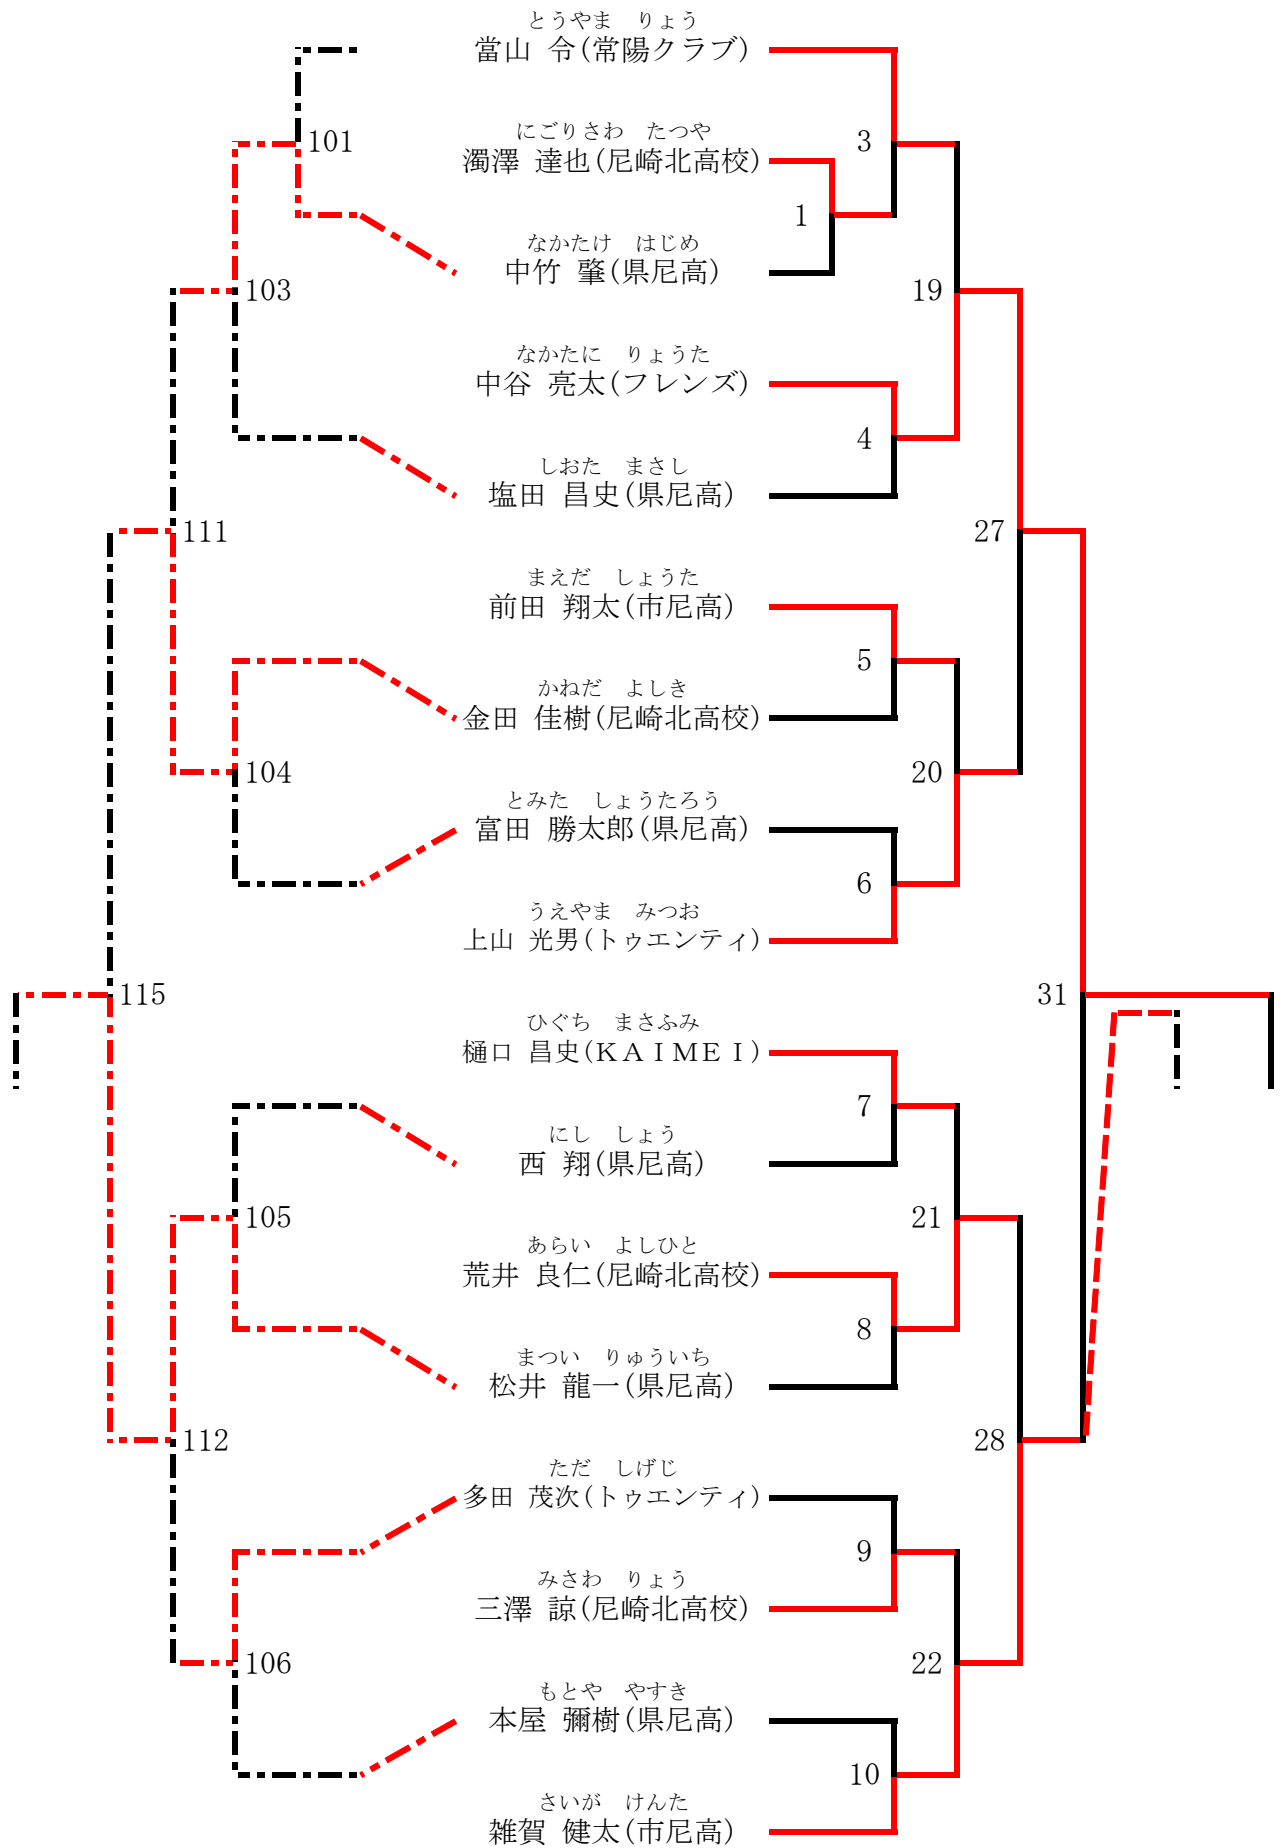 とうやま　りょう
當山 令(常陽クラブ)
101
にごりさわ　たつや
濁澤 達也(尼崎北高校)
3
1
なかたけ　はじめ
中竹 肇(県尼高)
103
19
なかたに　りょうた
中谷 亮太(フレンズ)
4
しおた　まさし
塩田 昌史(県尼高)
111
27
まえだ　しょうた
前田 翔太(市尼高)
5
かねだ　よしき
金田 佳樹(尼崎北高校)
104
20
とみた　しょうたろう
富田 勝太郎(県尼高)
6
うえやま　みつお
上山 光男(トゥエンティ)
115
31
ひぐち　まさふみ
樋口 昌史(ＫＡＩＭＥＩ)
7
にし　しょう
西 翔(県尼高)
105
21
あらい　よしひと
荒井 良仁(尼崎北高校)
8
まつい　りゅういち
松井 龍一(県尼高)
112
28
ただ　しげじ
多田 茂次(トゥエンティ)
9
みさわ　りょう
三澤 諒(尼崎北高校)
106
22
もとや　やすき
本屋 彌樹(県尼高)
10
さいが　けんた
雑賀 健太(市尼高)